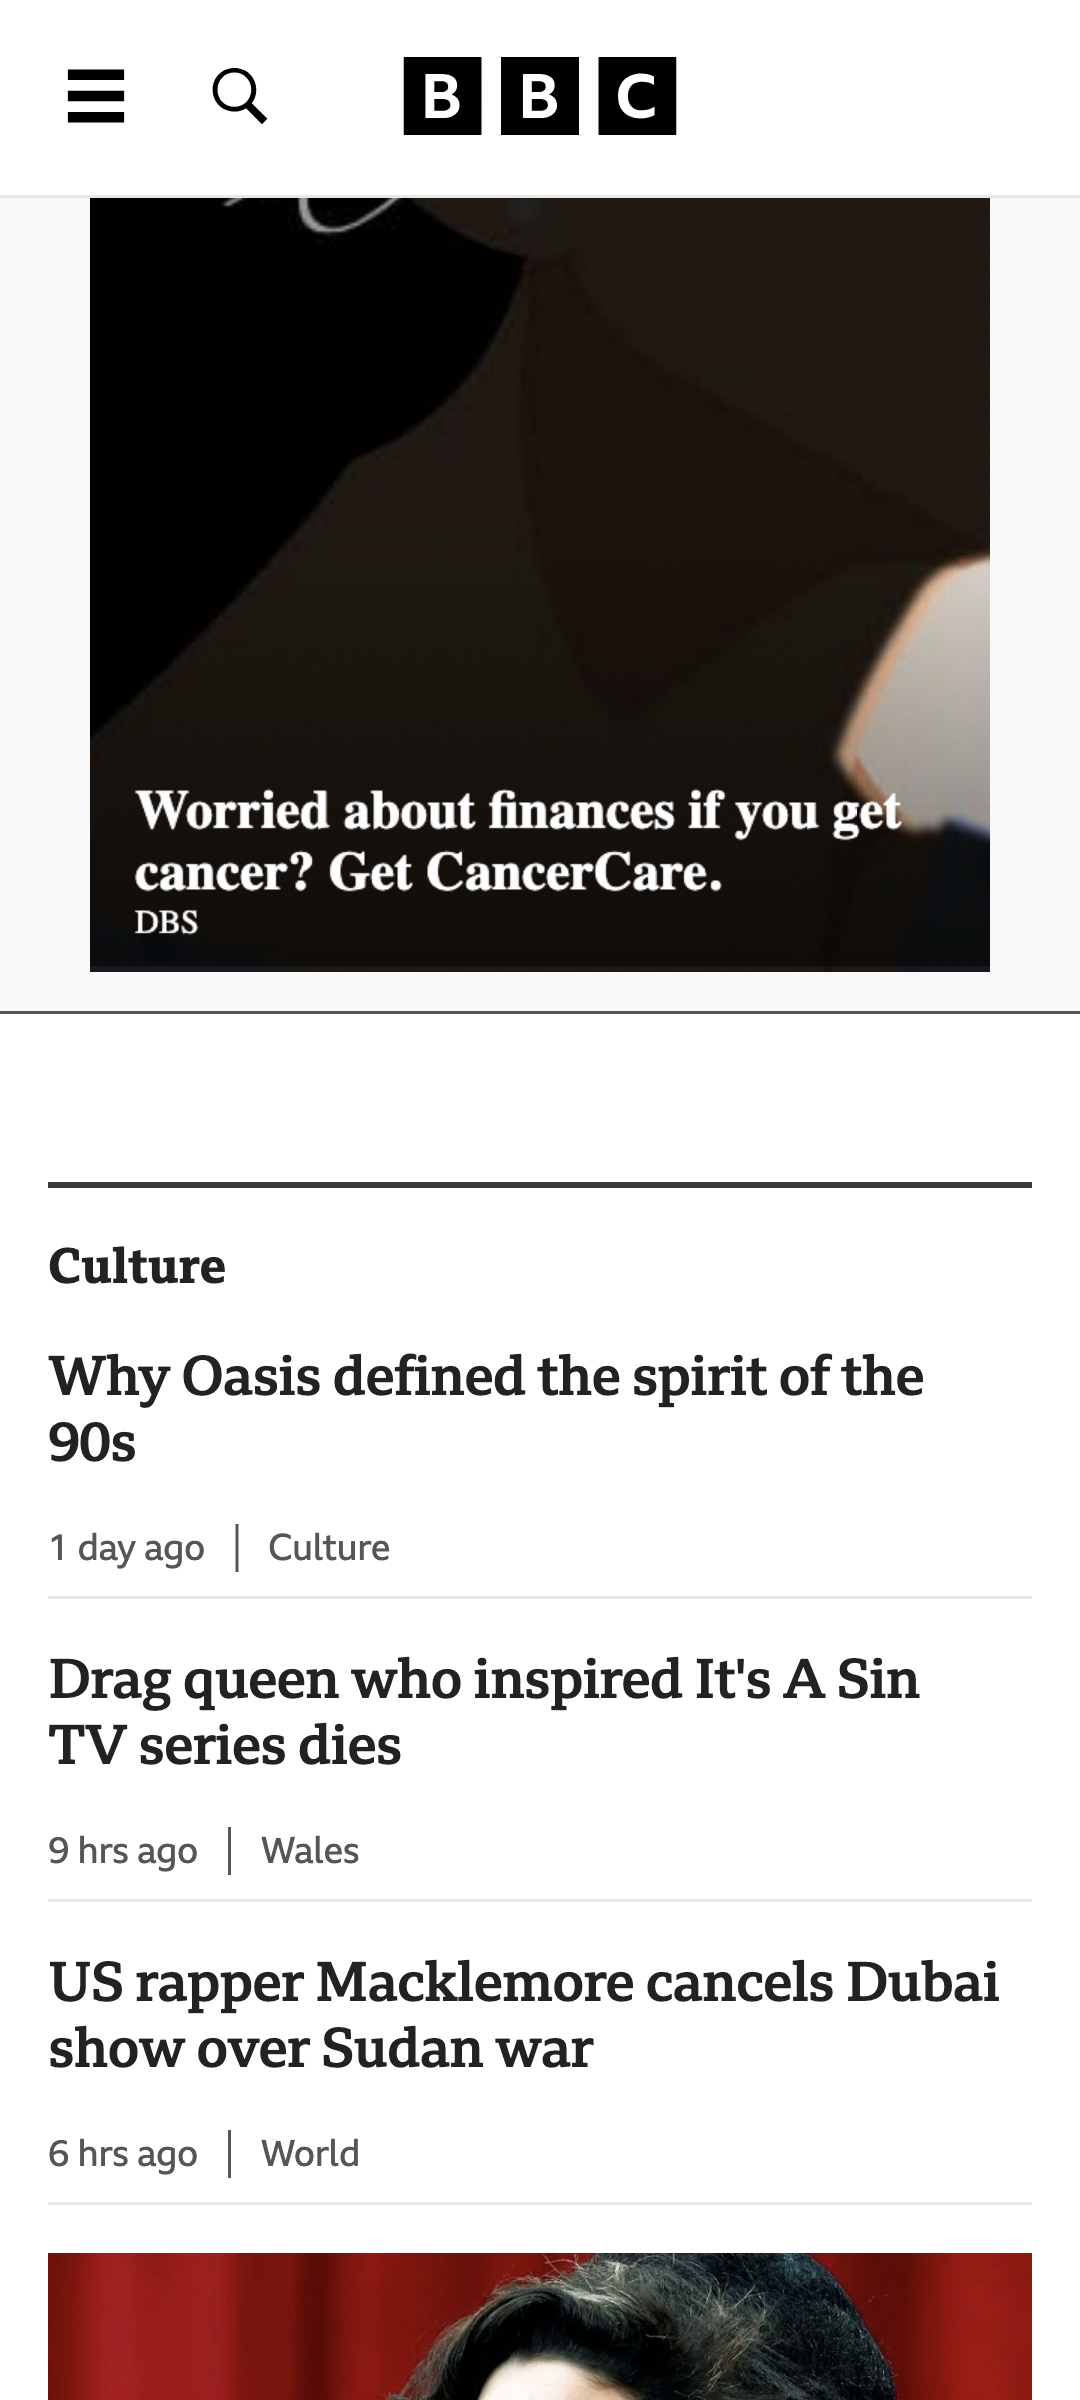 BBC
Worried about finances if you get
cancer? Get CancerCare.
DBS
Culture
Why Oasis defined the spirit of the
90s
1 day ago | Culture
Drag queen who inspired It's A Sin
TV series dies
9 hrs ago | Wales
US rapper Macklemore cancels Dubai
show over Sudan war
6 hrs ago | World